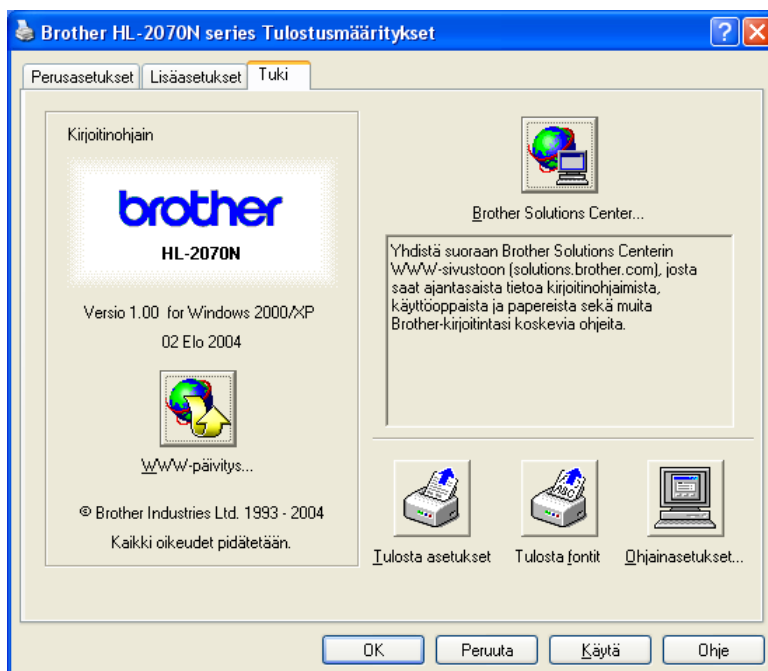 Brother HL-2070N series Tulostusmääritykset
Perusasetukset
Lisäasetukset
Tuki
Kirjoitinohjain
brother
HL-2070N
Versio 1.00 for Windows 2000/XP
02 Elo 2004
WWW-päivitys...
© Brother Industries Ltd. 1993 - 2004
Kaikki oikeudet pidätetään.
Brother Solutions Center...
Yhdistä suoraan Brother Solutions Centerin
WWW-sivustoon (solutions.brother.com), josta
saat ajantasaista tietoa kirjoitinohjaimista,
käyttöoppaista ja papereista sekä muita
Brother-kirjoitintasi koskevia ohjeita.
ABC
Tulosta asetukset
Tulosta fontit
Ohjainasetukset...
OK
Peruuta
Käytä
Ohje